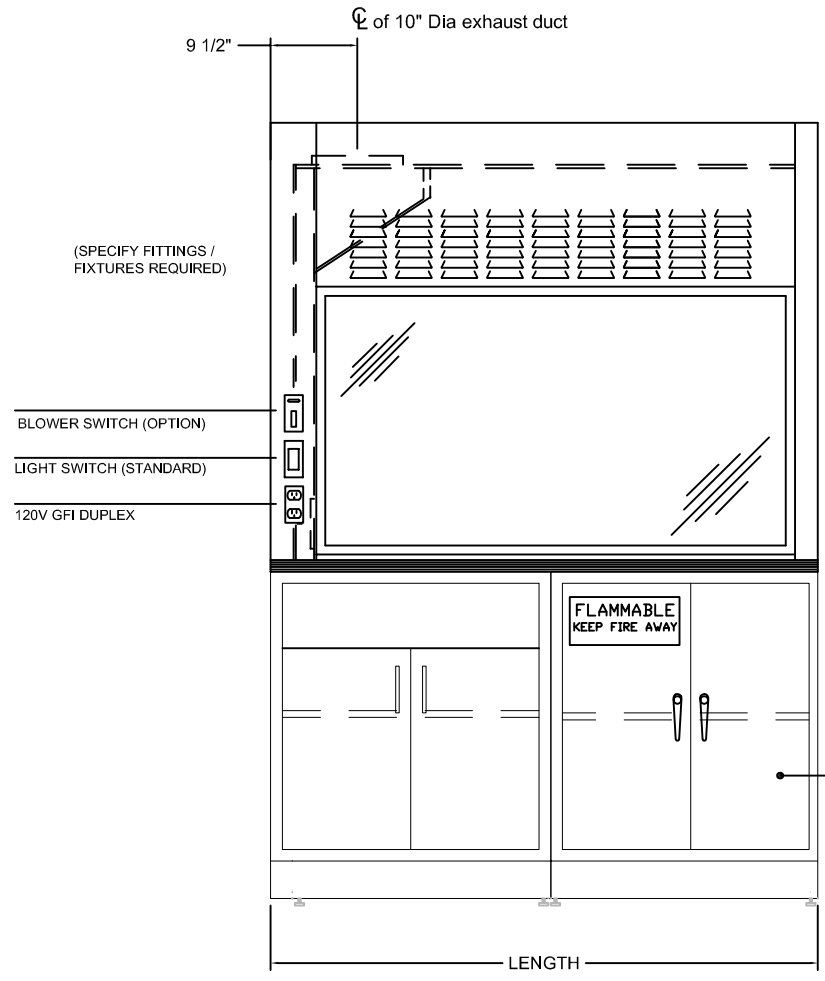 ℄ of 10" Dia exhaust duct
9 1/2"
(SPECIFY FITTINGS /
FIXTURES REQUIRED)
BLOWER SWITCH (OPTION)
LIGHT SWITCH (STANDARD)
120V GFI DUPLEX
FLAMMABLE
KEEP FIRE AWAY
LENGTH